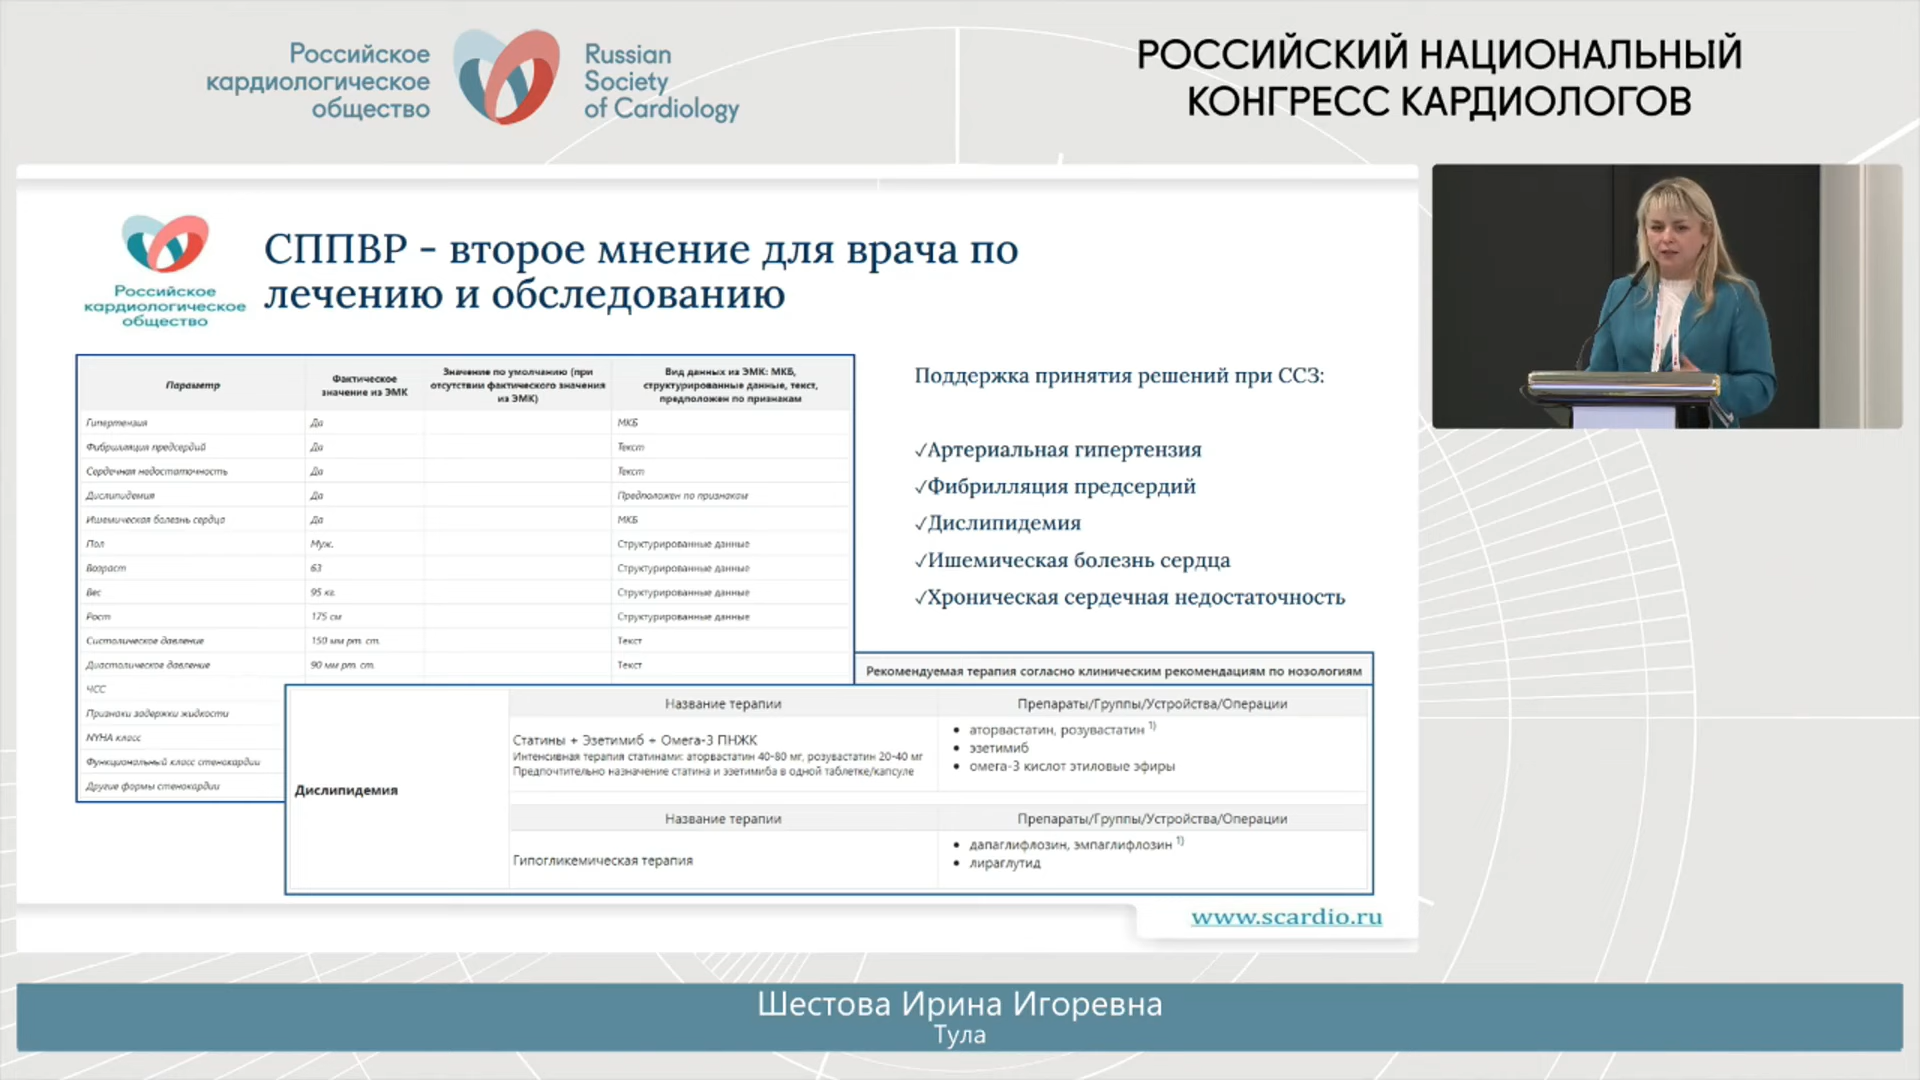 Российское
кардиологическое
общество
Russian
Society
of Cardiology
РОССИЙСКИЙ НАЦИОНАЛЬНЫЙ
КОНГРЕСС КАРДИОЛОГОВ
Российское
кардиологическое
общество
СППВР - второе мнение для врача по
лечению и обследованию
Параметр
Фактическое
значение из ЭМК
Значение по умолчанию (при
отсутствии фактического значения
из ЭМК)
Вид данных из ЭМК: МКБ,
структурированные данные, текст,
предположен по признакам
Гипертензия Да МКБ
Фибрилляция предсердий Да Текст
Сердечная недостаточность Да Текст
Дислипидемия Да Предположен по признакам
Ишемическая болезнь сердца Да МКБ
Пол Муж. Структурированные данные
Возраст 63 Структурированные данные
Вес 95 кг. Структурированные данные
Рост 175 см Структурированные данные
Систолическое давление 150 мм рт. ст. Текст
Диастолическое давление 90 мм рт. ст. Текст
ЧСС
Признаки задержки жидкости
NYHA класс
Функциональный класс стенокардии
Другие формы стенокардии
Поддержка принятия решений при ССЗ:
✓Артериальная гипертензия
✓Фибрилляция предсердий
✓Дислипидемия
✓Ишемическая болезнь сердца
✓Хроническая сердечная недостаточность
Рекомендуемая терапия согласно клиническим рекомендациям по нозологиям
Дислипидемия
Название терапии Препараты/Группы/Устройства/Операции
Статины + Эзетимиб + Омега-3 ПНЖК
Интенсивная терапия статинами: аторвастатин 40-80 мг, розувастатин 20-40 мг
Предпочтительно назначение статина и эзетимиба в одной таблетке/капсуле
• аторвастатин, розувастатин 1)
• эзетимиб
• омега-3 кислот этиловые эфиры
Название терапии Препараты/Группы/Устройства/Операции
Гипогликемическая терапия
• дапаглифлозин, эмпаглифлозин 1)
• лираглутид
www.scardio.ru
Шестова Ирина Игоревна
Тула